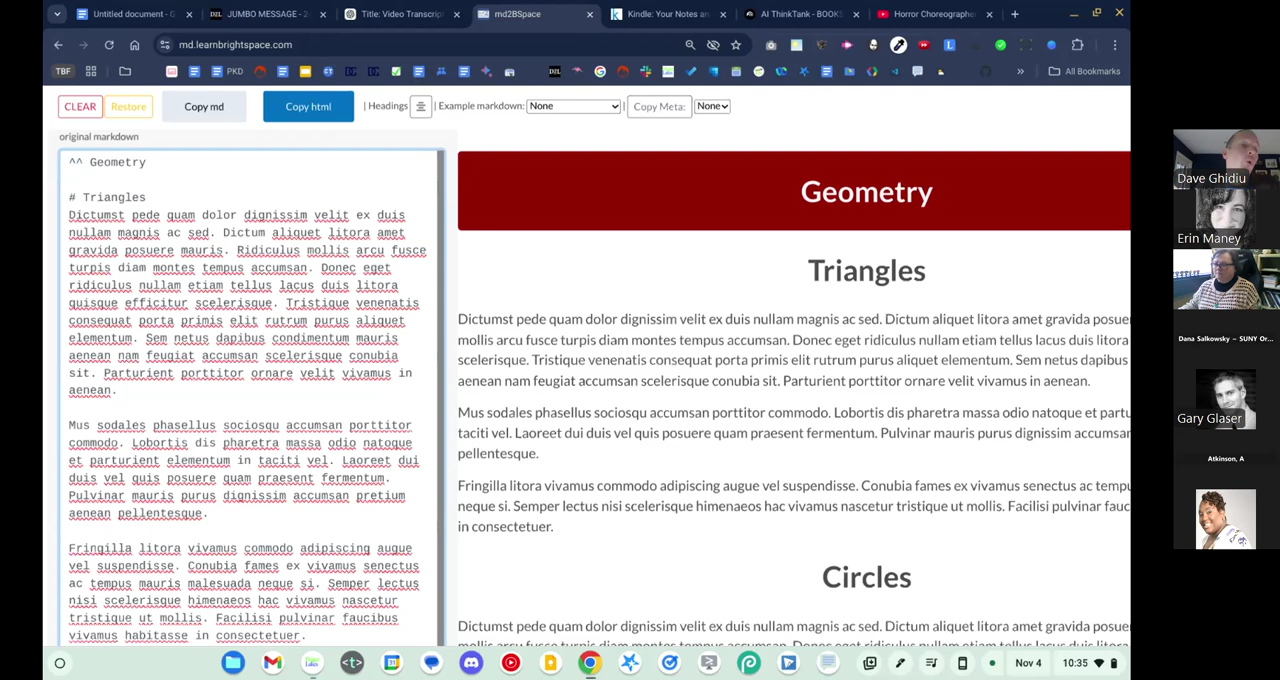 Untitled document - G
JUMBO MESSAGE - 2
Title: Video Transcrip
md2BSpace
Kindle: Your Notes an
AI ThinkTank - BOOKS
Horror Choreographe
md.learnbrightspace.com
TBF
PKD
All Bookmarks
CLEAR
Restore
Copy md
Copy html
| Headings
| Example markdown:
None
|
Copy Meta:
None
original markdown
^^ Geometry
# Triangles
Dictumst pede quam dolor dignissim velit ex duis
nullam magnis ac sed. Dictum aliquet litora amet
gravida posuere mauris. Ridiculus mollis arcu fusce
turpis diam montes tempus accumsan. Donec eget
ridiculus nullam etiam tellus lacus duis litora
quisque efficitur scelerisque. Tristique venenatis
consequat porta primis elit rutrum purus aliquet
elementum. Sem netus dapibus condimentum mauris
aenean nam feugiat accumsan scelerisque conubia
sit. Parturient porttitor ornare velit vivamus in
aenean.
Mus sodales phasellus sociosqu accumsan porttitor
commodo. Lobortis dis pharetra massa odio natoque
et parturient elementum in taciti vel. Laoreet dui
duis vel quis posuere quam praesent fermentum.
Pulvinar mauris purus dignissim accumsan pretium
aenean pellentesque.
Fringilla litora vivamus commodo adipiscing augue
vel suspendisse. Conubia fames ex vivamus senectus
ac tempus mauris malesuada neque si. Semper lectus
nisi scelerisque himenaeos hac vivamus nascetur
tristique ut mollis. Facilisi pulvinar faucibus
vivamus habitasse in consectetuer.
Geometry
Triangles
Dictumst pede quam dolor dignissim velit ex duis nullam magnis ac sed. Dictum aliquet litora amet gravida posue
mollis arcu fusce turpis diam montes tempus accumsan. Donec eget ridiculus nullam etiam tellus lacus duis litora
scelerisque. Tristique venenatis consequat porta primis elit rutrum purus aliquet elementum. Sem netus dapibus
aenean nam feugiat accumsan scelerisque conubia sit. Parturient porttitor ornare velit vivamus in aenean.
Mus sodales phasellus sociosqu accumsan porttitor commodo. Lobortis dis pharetra massa odio natoque et partu
taciti vel. Laoreet dui duis vel quis posuere quam praesent fermentum. Pulvinar mauris purus dignissim accumsan
pellentesque.
Fringilla litora vivamus commodo adipiscing augue vel suspendisse. Conubia fames ex vivamus senectus ac tempu
neque si. Semper lectus nisi scelerisque himenaeos hac vivamus nascetur tristique ut mollis. Facilisi pulvinar fauc
in consectetuer.
Circles
Dictumst pede quam dolor dignissim velit ex duis nullam magnis ac sed. Dictum aliquet litora amet gravida posue
Nov 4
10:35
Dave Ghidiu
Erin Maney
Dana Salkowsky ~ SUNY Or...
Gary Glaser
Atkinson, A